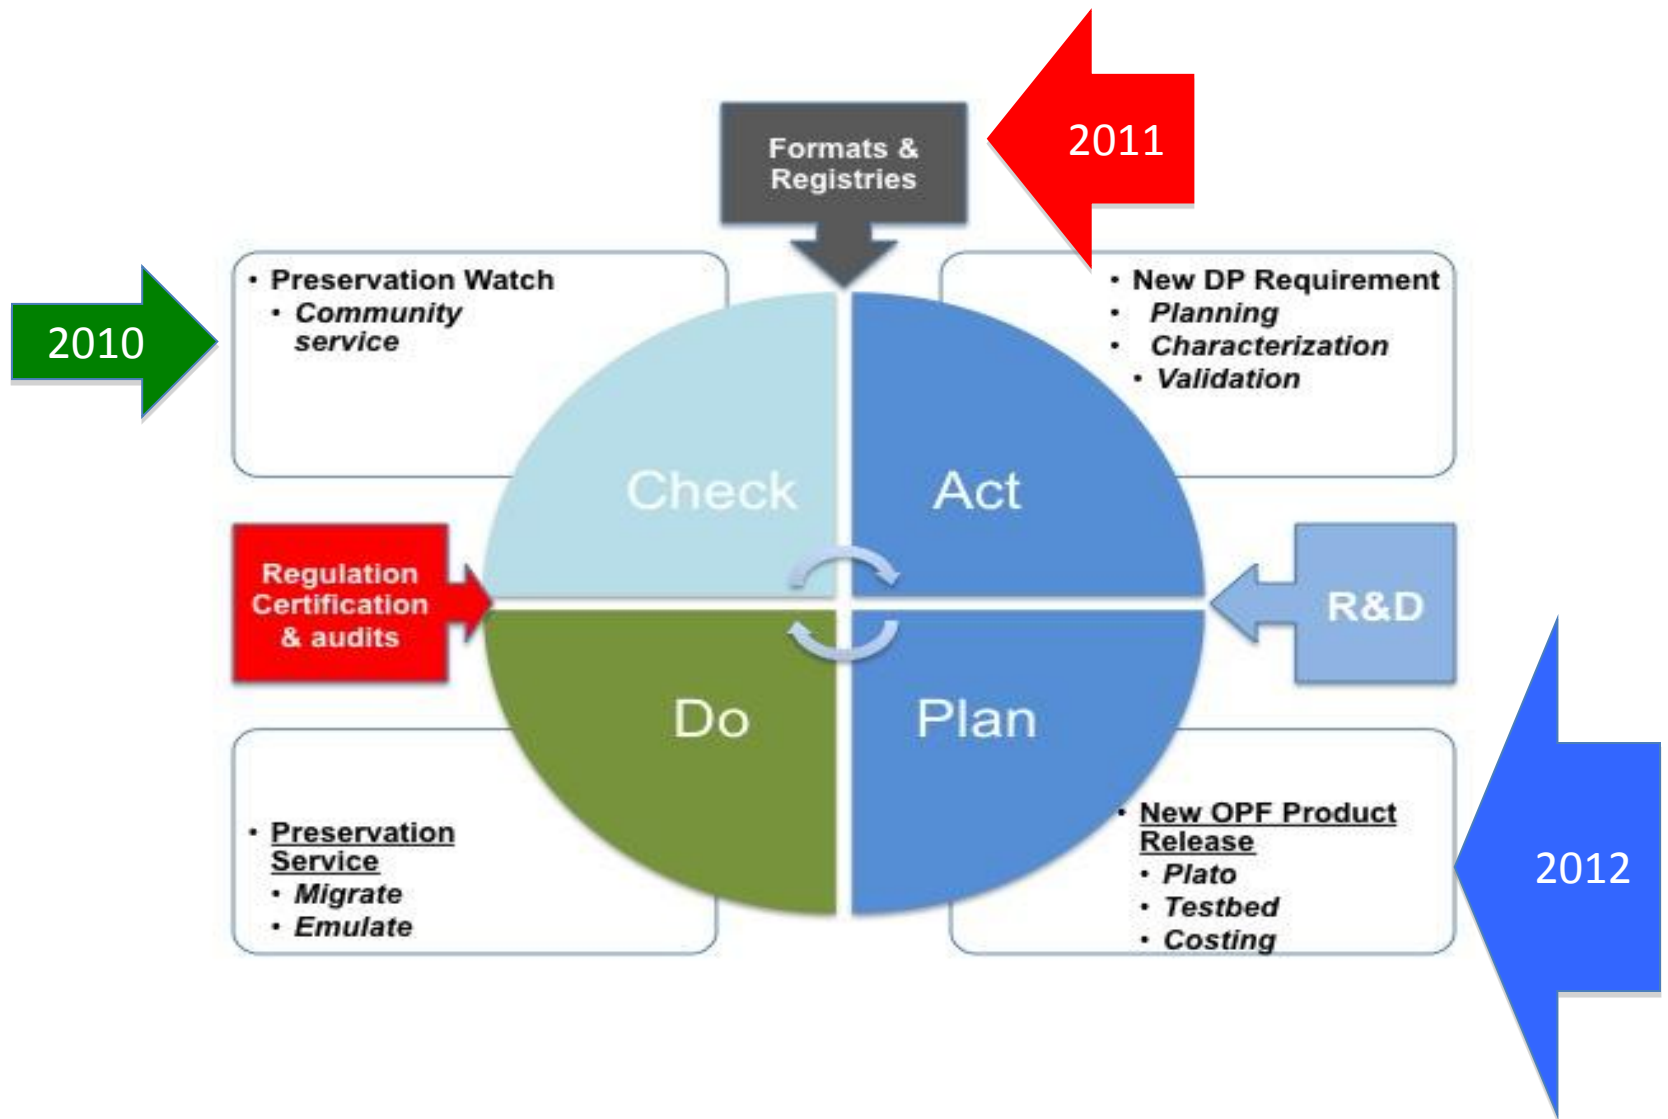 2011
Formats &
Registries
• Preservation Watch
• Community
service
2010
• New DP Requirement
• Planning
• Characterization
• Validation
Check
Act
Regulation
Certification
& audits
R&D
Do
Plan
• Preservation
Service
• Migrate
• Emulate
• New OPF Product
Release
• Plato
• Testbed
• Costing
2012